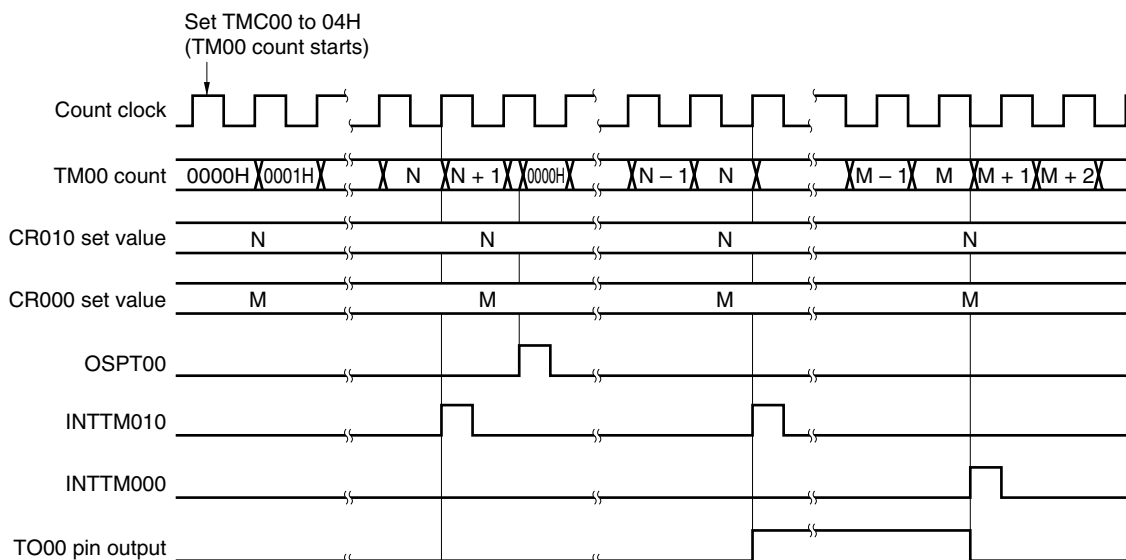 Set TMC00 to 04H
(TM00 count starts)
Count clock
TM00 count 0000H 0001H N N + 1 0000H N – 1 N M – 1 M M + 1 M + 2
CR010 set value N N N N
CR000 set value M M M M
OSPT00
INTTM010
INTTM000
TO00 pin output